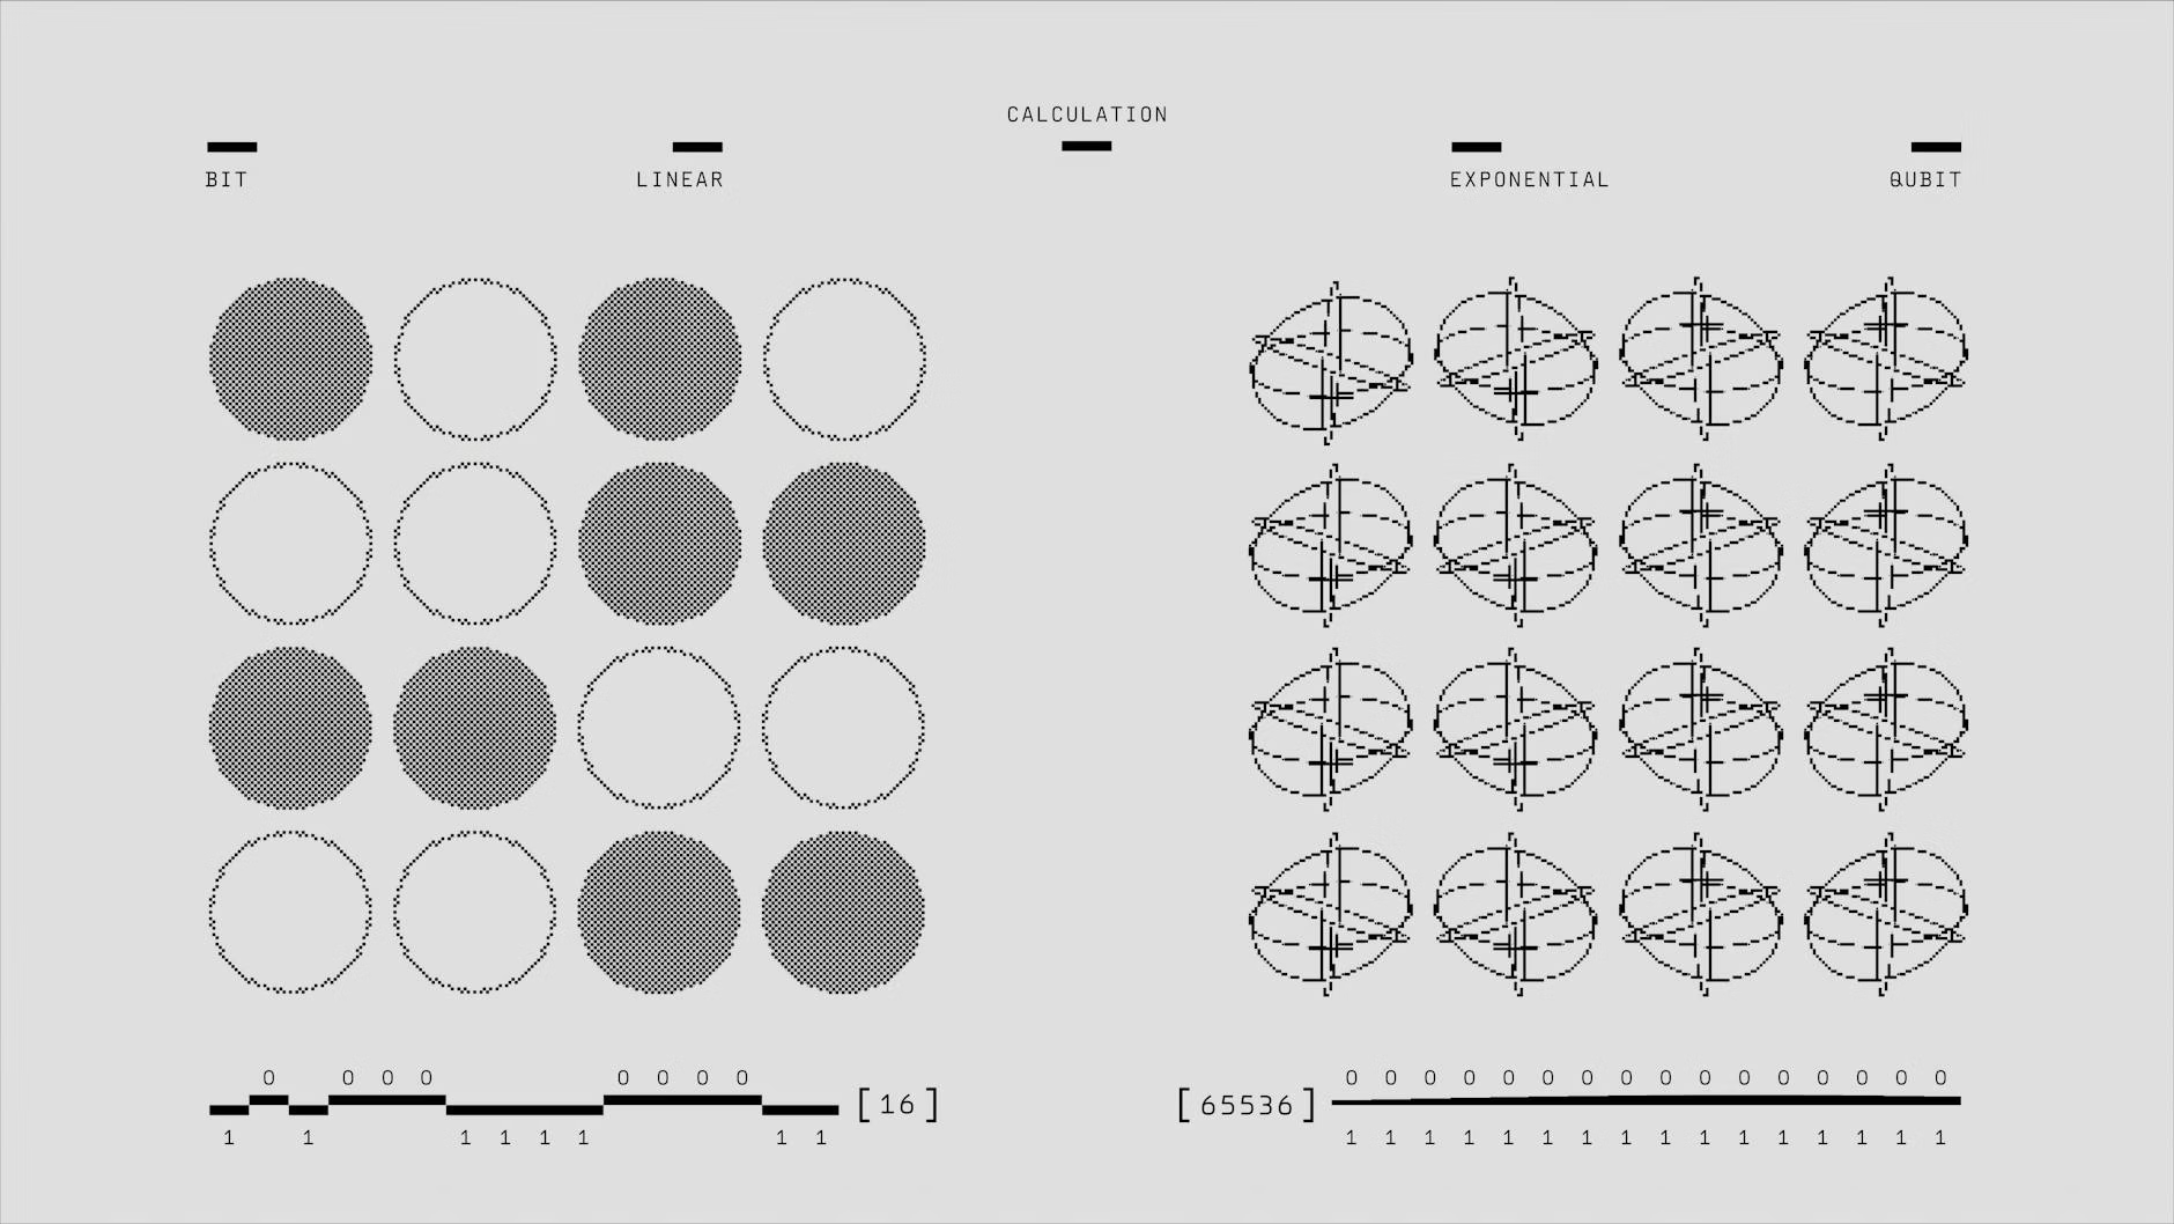 CALCULATION
BIT LINEAR EXPONENTIAL QUBIT
0 0 0 0 0 0 0 0
[16]
1 1 1 1 1 1 1 1
0 0 0 0 0 0 0 0 0 0 0 0 0 0 0 0
[65536]
1 1 1 1 1 1 1 1 1 1 1 1 1 1 1 1